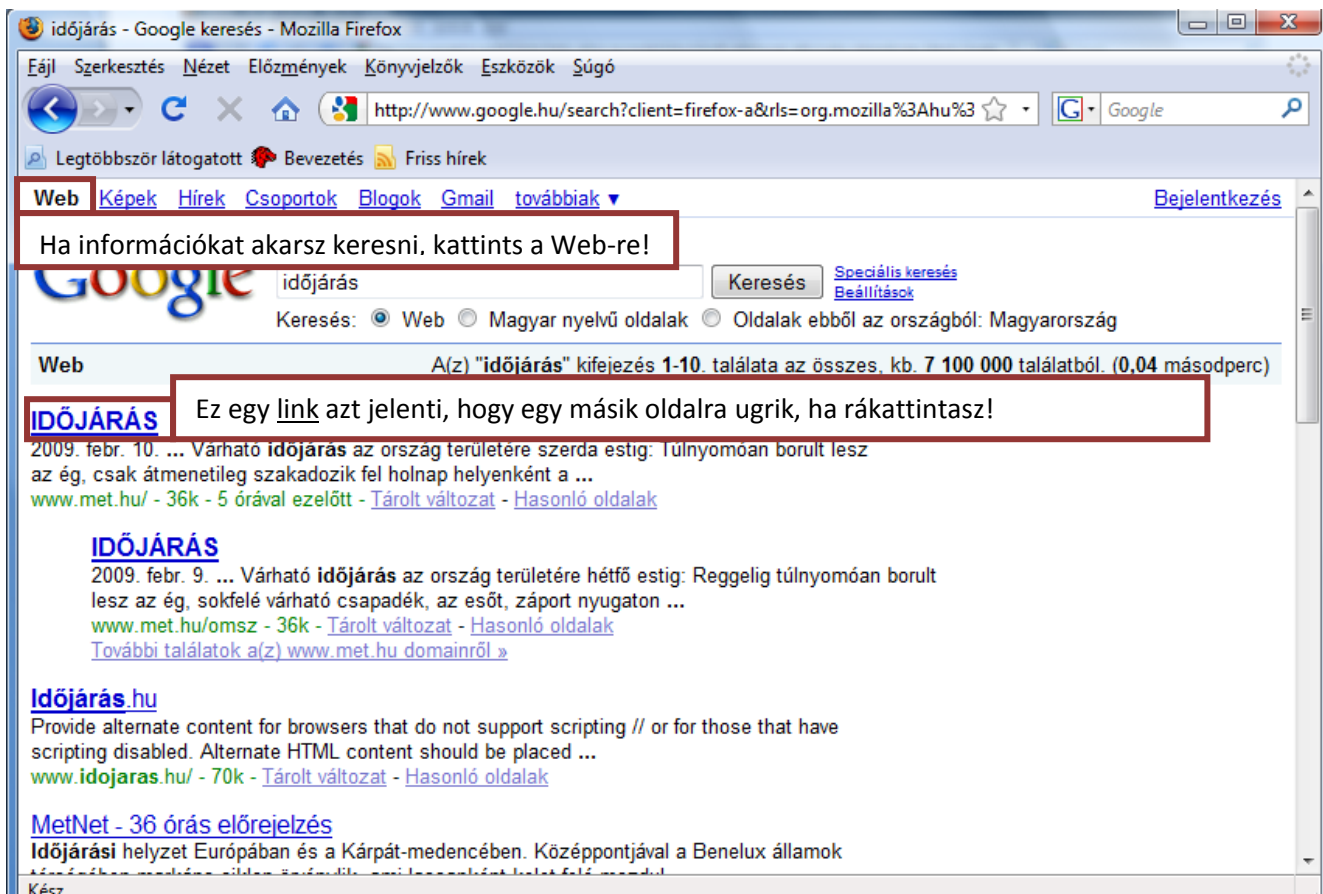 időjárás - Google keresés - Mozilla Firefox
Fájl Szerkesztés Nézet Előzmények Könyvjelzők Eszközök Súgó
http://www.google.hu/search?client=firefox-a&rls=org.mozilla%3Ahu%3 G Google
Legtöbbször látogatott Bevezetés Friss hírek
Web Képek Hírek Csoportok Blogok Gmail továbbiak ▼ Bejelentkezés
Ha információkat akarsz keresni, kattints a Web-re!
Google időjárás Keresés Speciális keresés
Beállítások
Keresés: Web Magyar nyelvű oldalak Oldalak ebből az országból: Magyarország
Web A(z) "időjárás" kifejezés 1-10. találata az összes, kb. 7 100 000 találatból. (0,04 másodperc)
Ez egy link azt jelenti, hogy egy másik oldalra ugrik, ha rákattintasz!
IDŐJÁRÁS
2009. febr. 10. ... Várható időjárás az ország területére szerda estig: Túlnyomóan borult lesz
az ég, csak átmenetileg szakadozik fel holnap helyenként a ...
www.met.hu/ - 36k - 5 órával ezelőtt - Tárolt változat - Hasonló oldalak
IDŐJÁRÁS
2009. febr. 9. ... Várható időjárás az ország területére hétfő estig: Reggelig túlnyomóan borult
lesz az ég, sokfelé várható csapadék, az esőt, záport nyugaton ...
www.met.hu/omsz - 36k - Tárolt változat - Hasonló oldalak
További találatok a(z) www.met.hu domainről »
Időjárás.hu
Provide alternate content for browsers that do not support scripting // or for those that have
scripting disabled. Alternate HTML content should be placed ...
www.idojaras.hu/ - 70k - Tárolt változat - Hasonló oldalak
MetNet - 36 órás előrejelzés
Időjárási helyzet Európában és a Kárpát-medencében. Középpontjával a Benelux államok
Kész